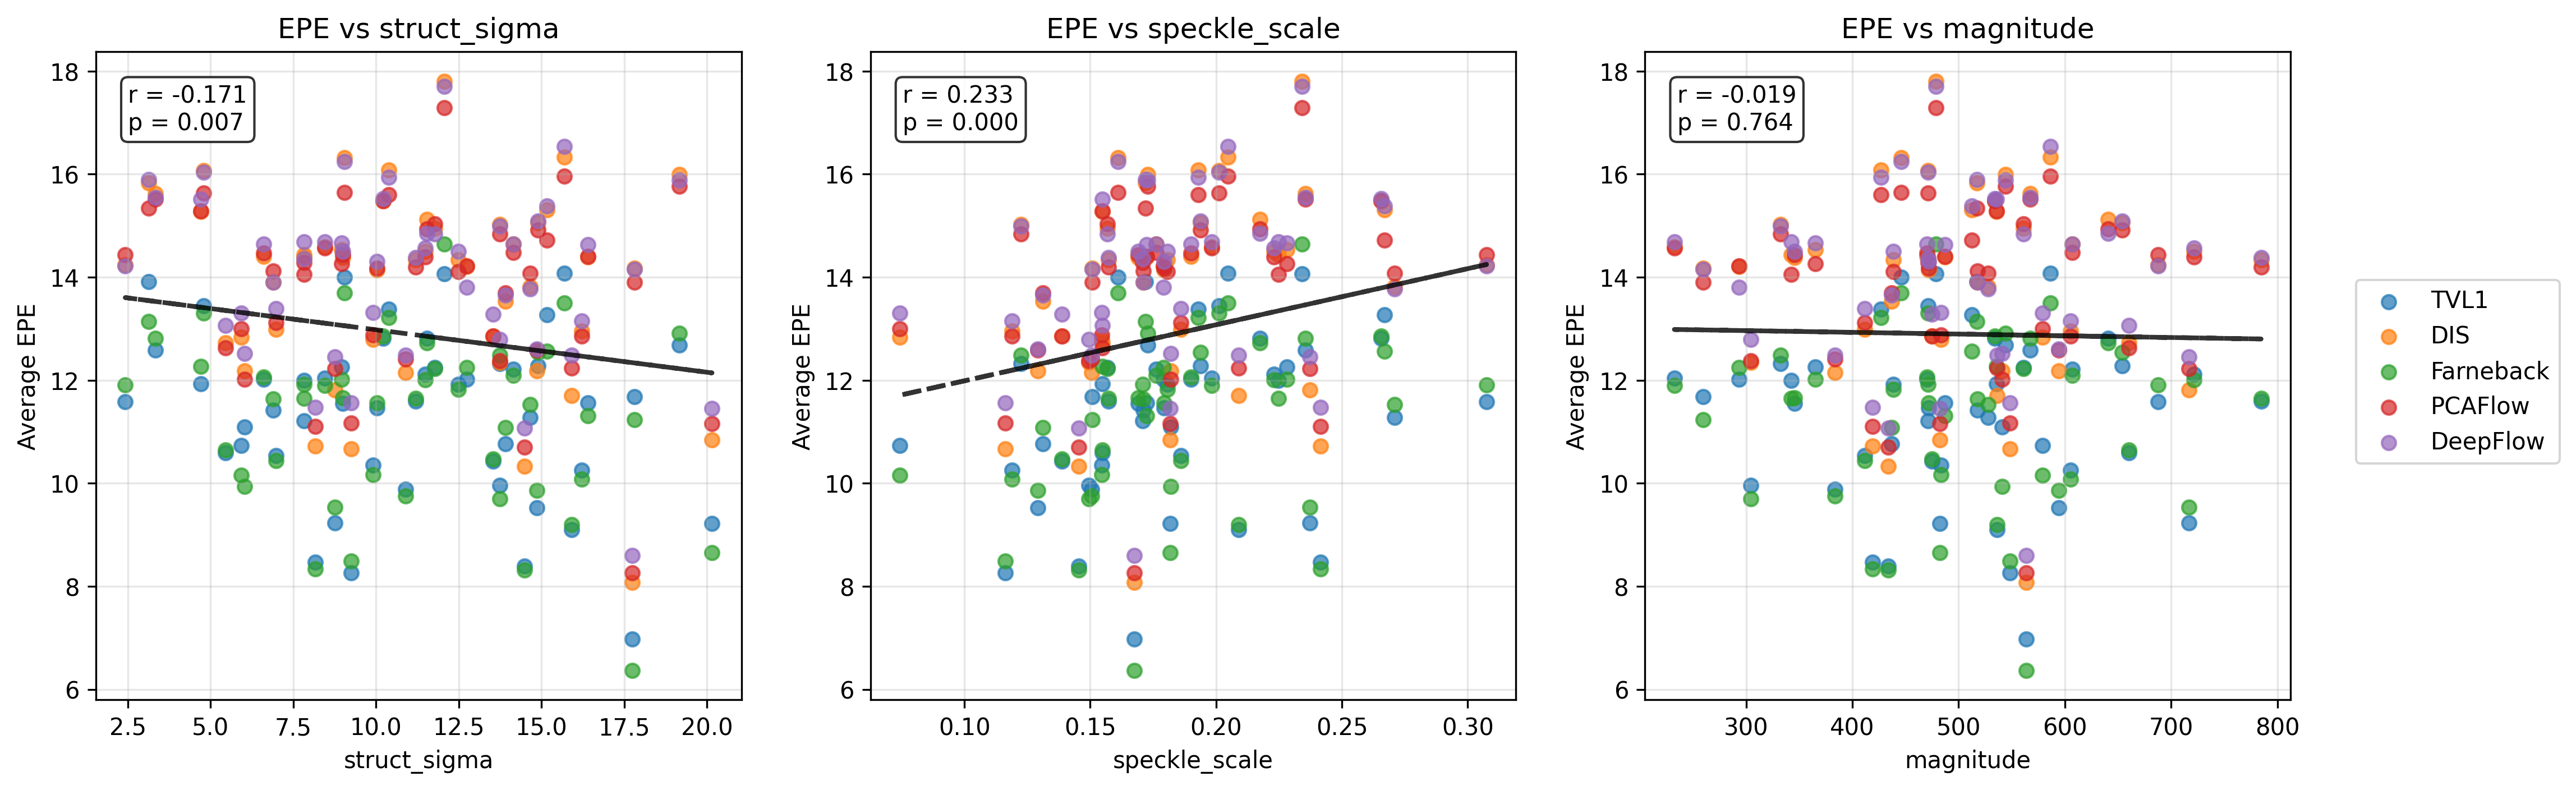 EPE vs struct_sigma
r = -0.171
p = 0.007
Average EPE
18
16
14
12
10
8
6
2.5 5.0 7.5 10.0 12.5 15.0 17.5 20.0
struct_sigma
EPE vs speckle_scale
r = 0.233
p = 0.000
Average EPE
18
16
14
12
10
8
6
0.10 0.15 0.20 0.25 0.30
speckle_scale
EPE vs magnitude
r = -0.019
p = 0.764
Average EPE
18
16
14
12
10
8
6
300 400 500 600 700 800
magnitude
TVL1
DIS
Farneback
PCAFlow
DeepFlow